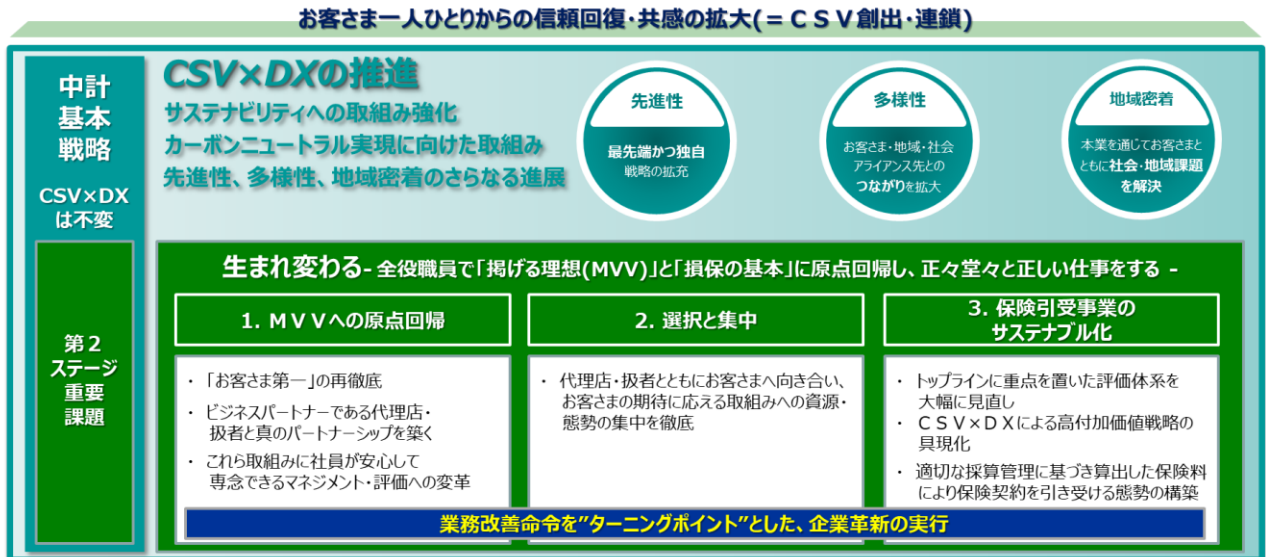 お客さま一人ひとりからの信頼回復・共感の拡大(=ＣＳＶ創出・連鎖)
中計
基本
戦略
CSV×DX
は不変
CSV×DXの推進
サステナビリティへの取組み強化
カーボンニュートラル実現に向けた取組み
先進性、多様性、地域密着のさらなる進展
先進性
最先端かつ独自
戦略の拡充
多様性
お客さま・地域・社会
アライアンス先との
つながりを拡大
地域密着
本業を通じてお客さまと
ともに社会・地域課題
を解決
第２
ステージ
重要
課題
生まれ変わる- 全役職員で「掲げる理想(MVV)」と「損保の基本」に原点回帰し、正々堂々と正しい仕事をする -
1. ＭＶＶへの原点回帰
・「お客さま第一」の再徹底
・ビジネスパートナーである代理店・
扱者と真のパートナーシップを築く
・これら取組みに社員が安心して
専念できるマネジメント・評価への変革
2. 選択と集中
・代理店・扱者とともにお客さまへ向き合い、
お客さまの期待に応える取組みへの資源・
態勢の集中を徹底
3. 保険引受事業の
サステナブル化
・トップラインに重点を置いた評価体系を
大幅に見直し
・ＣＳＶ×ＤＸによる高付加価値戦略の
具現化
・適切な採算管理に基づき算出した保険料
により保険契約を引き受ける態勢の構築
業務改善命令を”ターニングポイント”とした、企業革新の実行